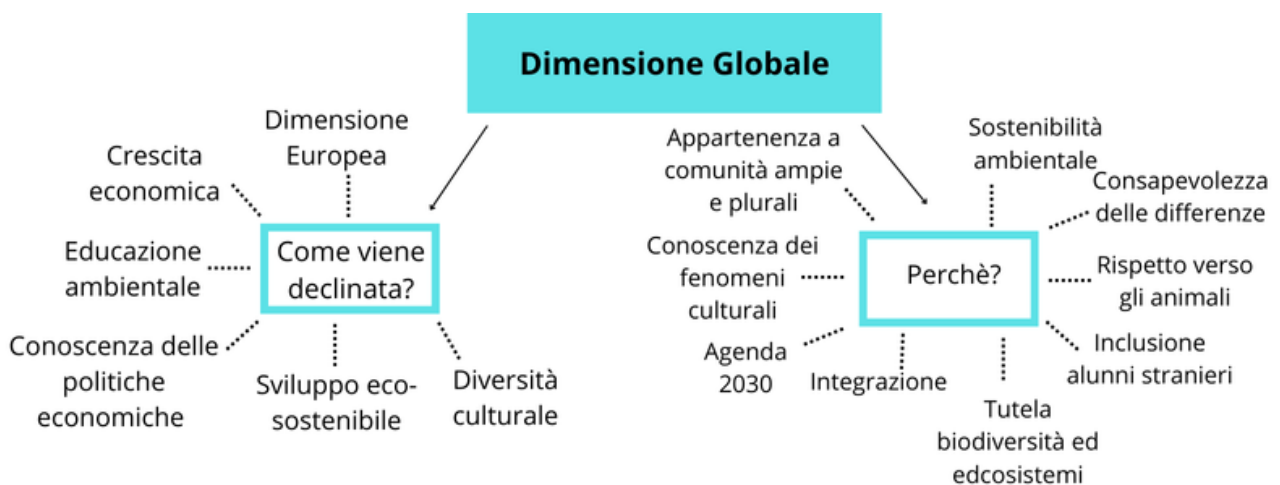 Dimensione Globale
Dimensione
Europea
Crescita
economica
Educazione
ambientale
Come viene
declinata?
Conoscenza delle
politiche
economiche
Sviluppo eco-
sostenibile
Diversità
culturale
Appartenenza a
comunità ampie
e plurali
Sostenibilità
ambientale
Consapevolezza
delle differenze
Conoscenza dei
fenomeni
culturali
Perchè?
Rispetto verso
gli animali
Agenda
2030
Integrazione
Inclusione
alunni stranieri
Tutela
biodiversità ed
edcosistemi